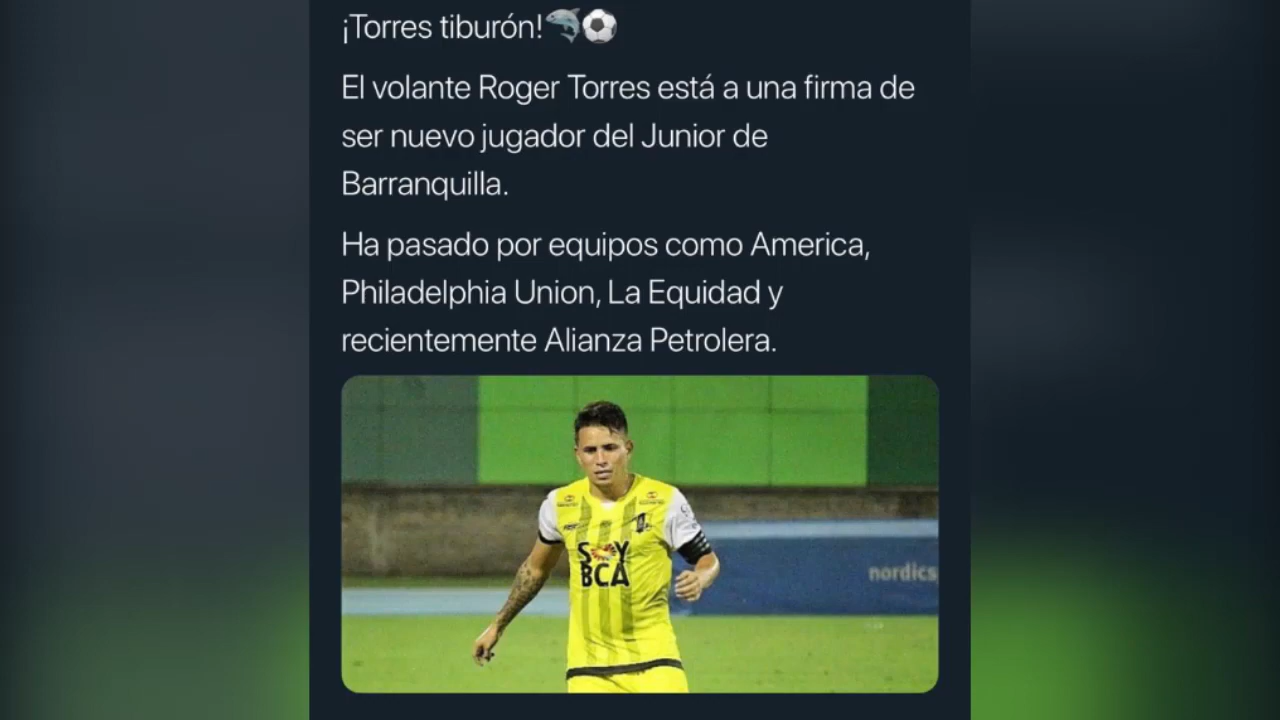 ¡Torres tiburón!🦈⚽
El volante Roger Torres está a una firma de
ser nuevo jugador del Junior de
Barranquilla.
Ha pasado por equipos como America,
Philadelphia Union, La Equidad y
recientemente Alianza Petrolera.
SOY
BCA
nordics